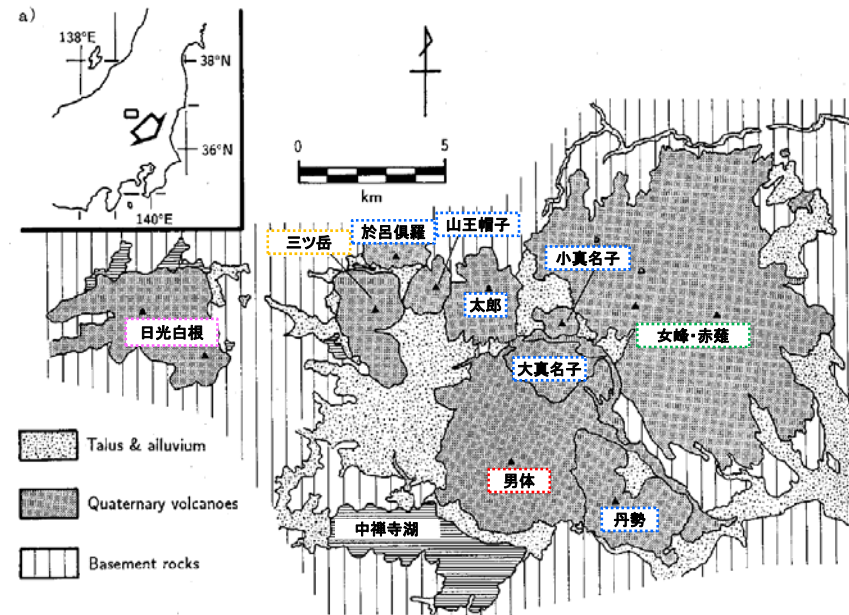 a)
138°E
38°N
36°N
140°E
0
5
km
三ツ岳
於呂俱羅
山王帽子
小真名子
太郎
日光白根
女峰・赤薙
大真名子
男体
丹勢
中禅寺湖
Talus & alluvium
Quaternary volcanoes
Basement rocks